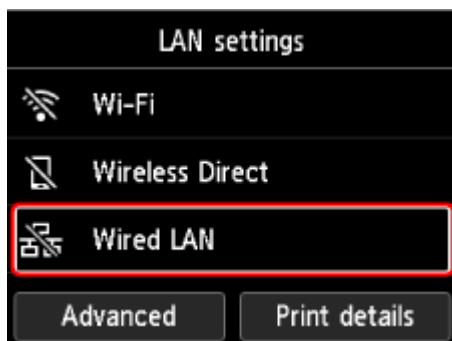 LAN settings
Wi-Fi
Wireless Direct
Wired LAN
Advanced Print details